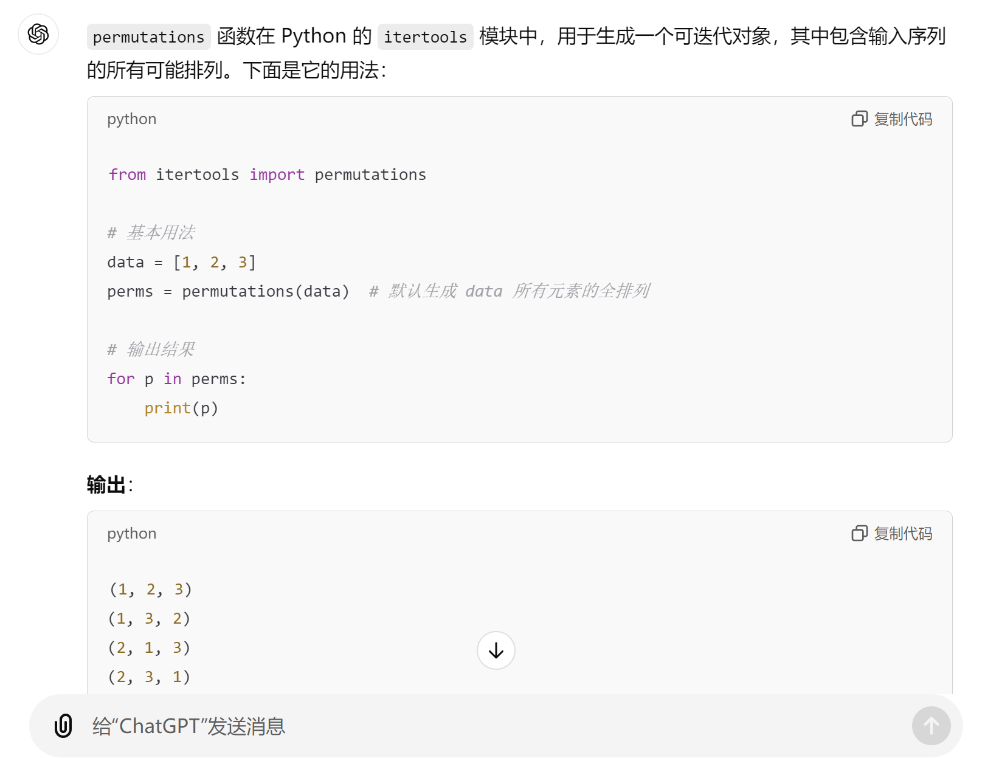 permutations 函数在 Python 的 itertools 模块中，用于生成一个可迭代对象，其中包含输入序列
的所有可能排列。下面是它的用法：
python
复制代码
from itertools import permutations
# 基本用法
data = [1, 2, 3]
perms = permutations(data)  # 默认生成 data 所有元素的全排列
# 输出结果
for p in perms:
    print(p)
输出：
python
复制代码
(1, 2, 3)
(1, 3, 2)
(2, 1, 3)
(2, 3, 1)
给“ChatGPT”发送消息